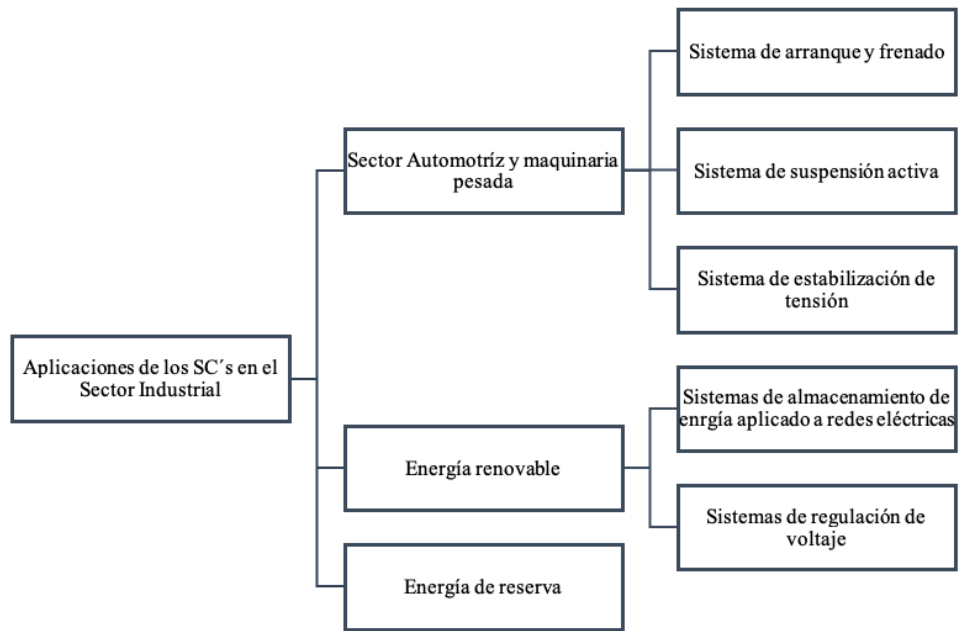 Aplicaciones de los SC´s en el
Sector Industrial
Sector Automotríz y maquinaria
pesada
Sistema de arranque y frenado
Sistema de suspensión activa
Sistema de estabilización de
tensión
Energía renovable
Sistemas de almacenamiento de
enrgía aplicado a redes eléctricas
Sistemas de regulación de
voltaje
Energía de reserva